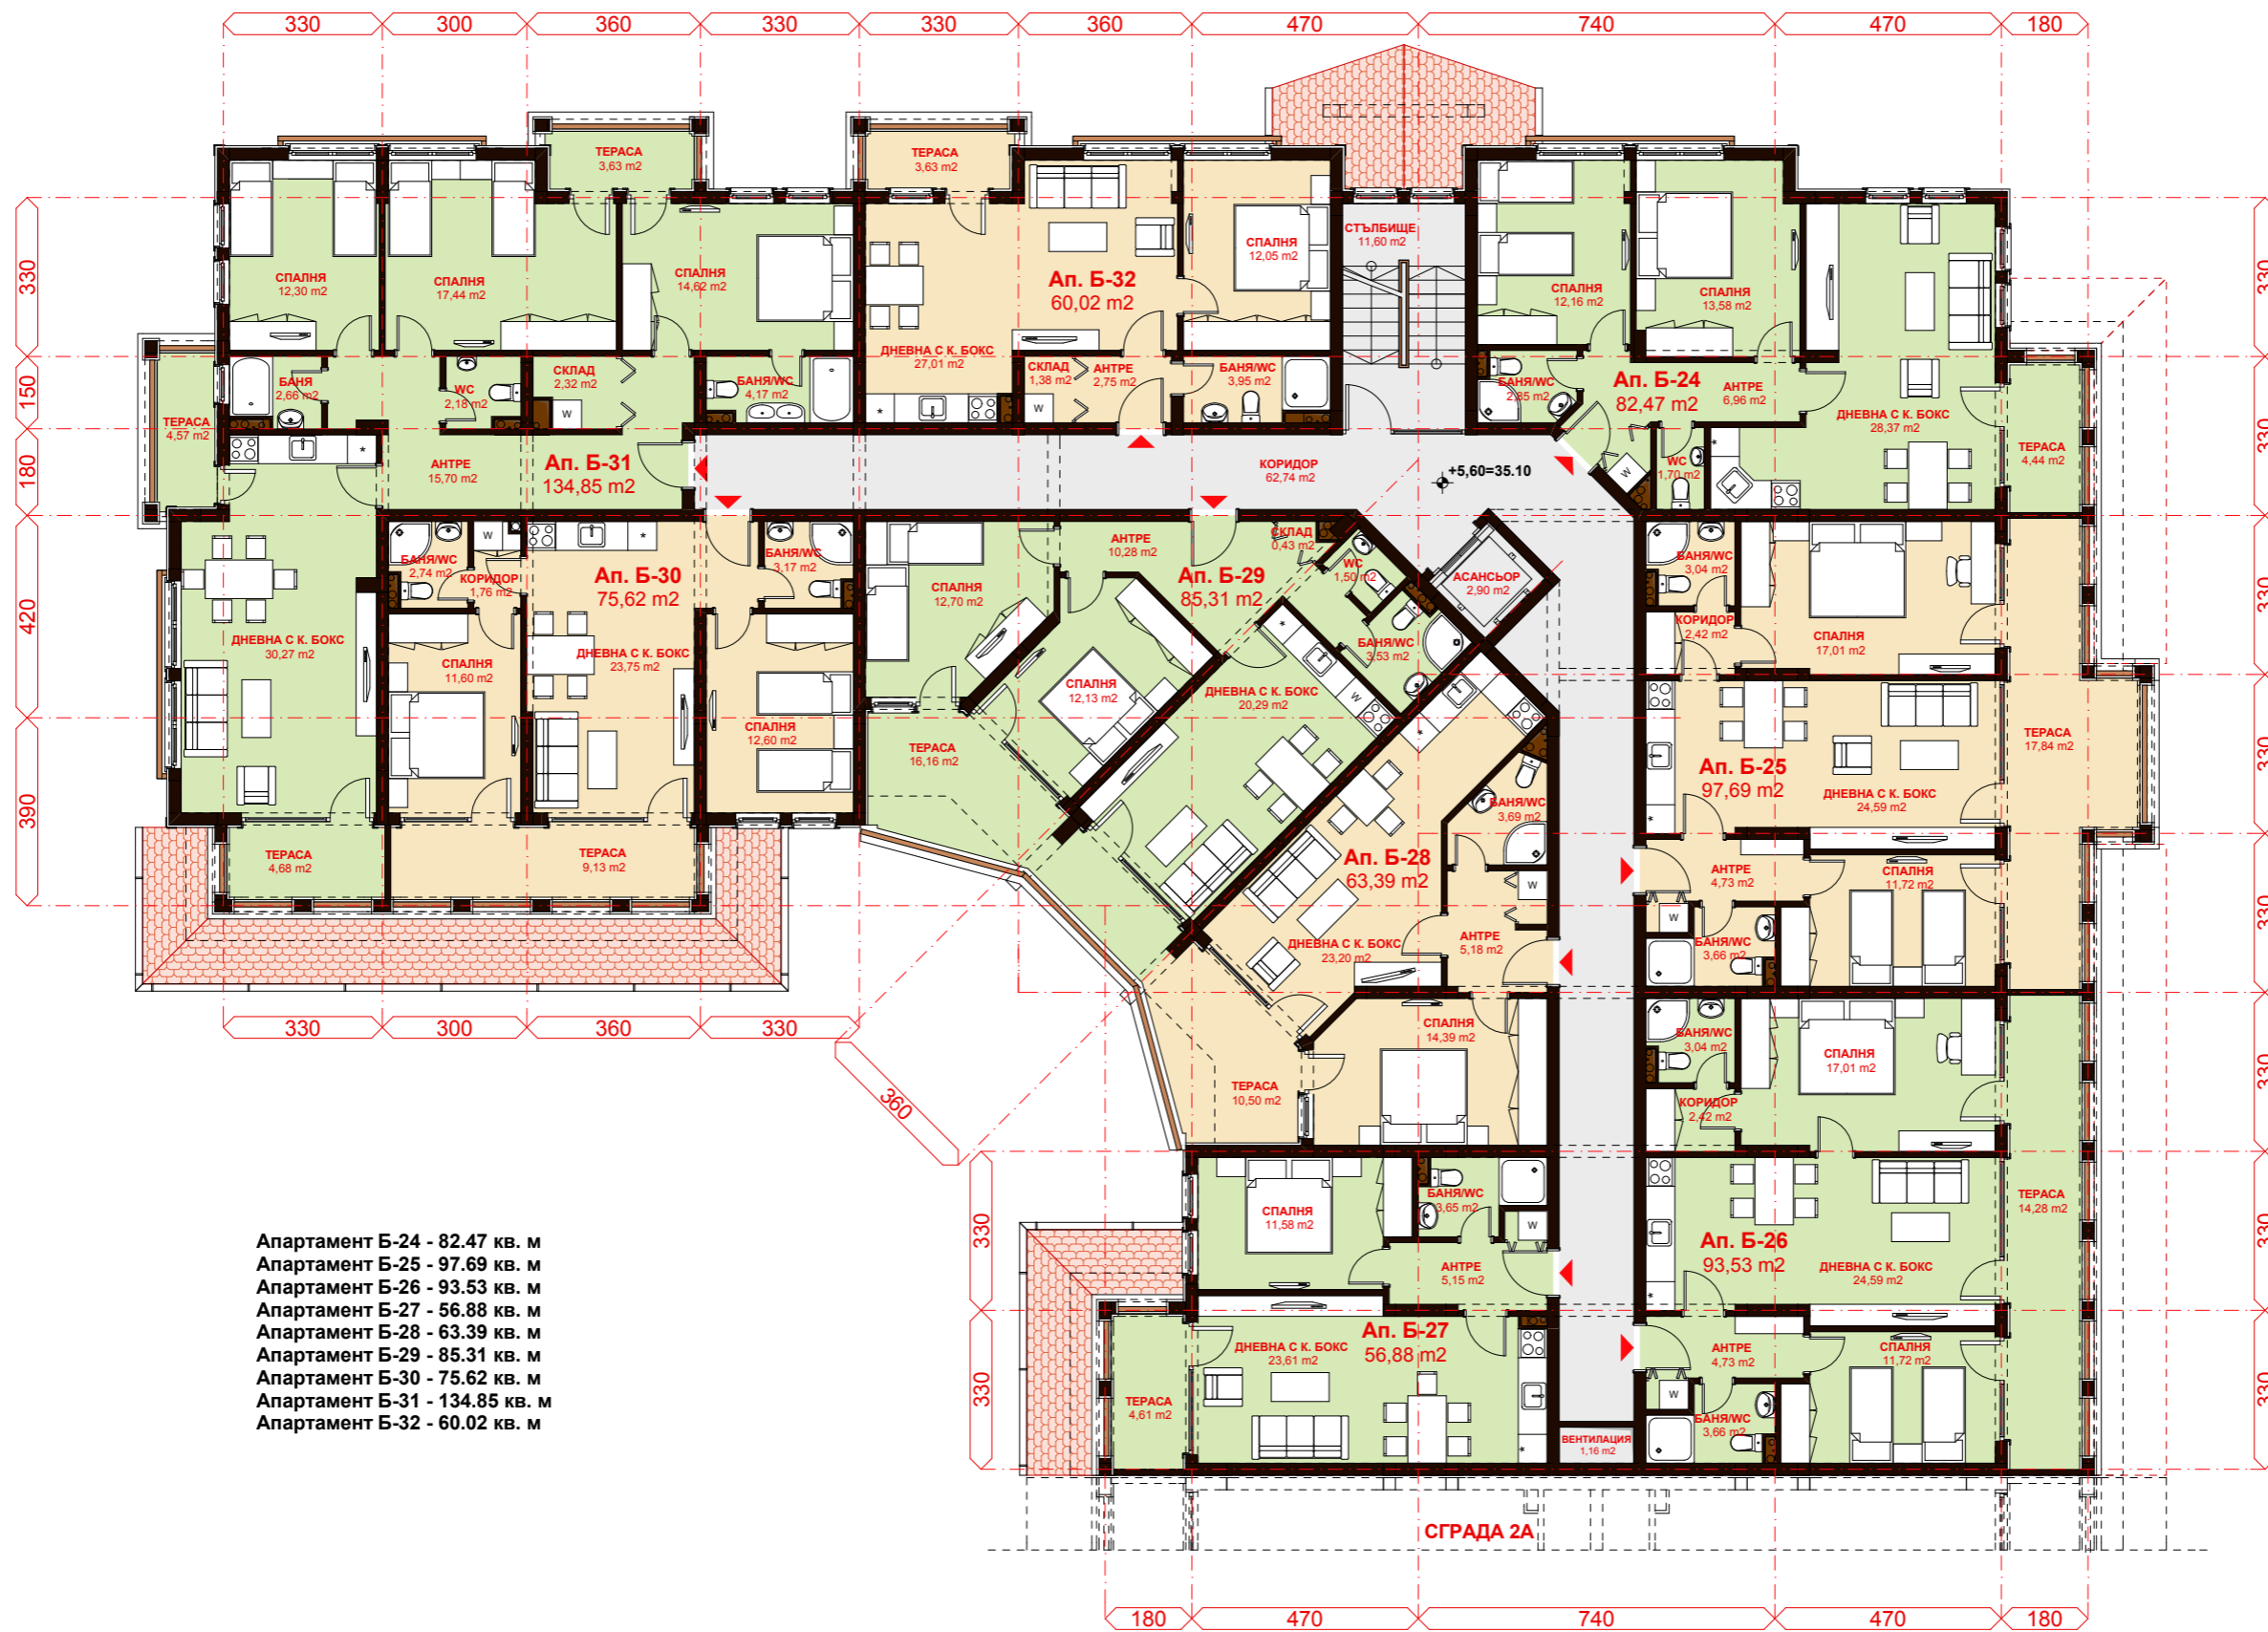 330 300 360 330 330 360 470 740 470 180
ТЕРАСА
3,63 m2
ТЕРАСА
3,63 m2
СПАЛНЯ
12,30 m2
СПАЛНЯ
17,44 m2
СПАЛНЯ
14,62 m2
Ап. Б-32
60,02 m2
СПАЛНЯ
12,05 m2
СТЪЛБИЩЕ
11,60 m2
СПАЛНЯ
12,16 m2
СПАЛНЯ
13,58 m2
ДНЕВНА С К. БОКС
27,01 m2
СКЛАД
1,38 m2
АНТРЕ
2,75 m2
БАНЯ/WC
3,95 m2
БАНЯ
2,66 m2
WC
2,18 m2
СКЛАД
2,32 m2
W
БАНЯ/WC
4,17 m2
*
W
БАНЯ/WC
2,85 m2
Ап. Б-24
82,47 m2
АНТРЕ
6,96 m2
ДНЕВНА С К. БОКС
28,37 m2
ТЕРАСА
4,44 m2
WC
1,70 m2
W
*
ТЕРАСА
4,57 m2
*
АНТРЕ
15,70 m2
Ап. Б-31
134,85 m2
КОРИДОР
62,74 m2
+5,60=35.10
БАНЯ/WC
2,74 m2
W
КОРИДОР
1,76 m2
*
Ап. Б-30
75,62 m2
БАНЯ/WC
3,17 m2
СПАЛНЯ
12,70 m2
АНТРЕ
10,28 m2
Ап. Б-29
85,31 m2
СКЛАД
0,43 m2
WC
1,50 m2
АСАНСЬОР
2,90 m2
БАНЯ/WC
3,04 m2
КОРИДОР
2,42 m2
СПАЛНЯ
17,01 m2
ДНЕВНА С К. БОКС
30,27 m2
СПАЛНЯ
11,60 m2
ДНЕВНА С К. БОКС
23,75 m2
СПАЛНЯ
12,60 m2
СПАЛНЯ
12,13 m2
ДНЕВНА С К. БОКС
20,29 m2
*
W
БАНЯ/WC
3,53 m2
*
ТЕРАСА
16,16 m2
Ап. Б-25
97,69 m2
ДНЕВНА С К. БОКС
24,59 m2
*
ТЕРАСА
17,84 m2
БАНЯ/WC
3,69 m2
Ап. Б-28
63,39 m2
W
ТЕРАСА
4,68 m2
ТЕРАСА
9,13 m2
АНТРЕ
4,73 m2
СПАЛНЯ
11,72 m2
W
БАНЯ/WC
3,66 m2
ДНЕВНА С К. БОКС
23,20 m2
АНТРЕ
5,18 m2
СПАЛНЯ
14,39 m2
ТЕРАСА
10,50 m2
БАНЯ/WC
3,04 m2
КОРИДОР
2,42 m2
СПАЛНЯ
17,01 m2
330 300 360 330
360
330
150
180
420
390
330
330
330
330
330
330
330
330
СПАЛНЯ
11,58 m2
БАНЯ/WC
3,65 m2
W
АНТРЕ
5,15 m2
Ап. Б-26
93,53 m2
ДНЕВНА С К. БОКС
24,59 m2
*
ТЕРАСА
14,28 m2
330
330
Ап. Б-27
56,88 m2
ДНЕВНА С К. БОКС
23,61 m2
*
ТЕРАСА
4,61 m2
АНТРЕ
4,73 m2
СПАЛНЯ
11,72 m2
W
БАНЯ/WC
3,66 m2
ВЕНТИЛАЦИЯ
1,16 m2
Апартамент Б-24 - 82.47 кв. м
Апартамент Б-25 - 97.69 кв. м
Апартамент Б-26 - 93.53 кв. м
Апартамент Б-27 - 56.88 кв. м
Апартамент Б-28 - 63.39 кв. м
Апартамент Б-29 - 85.31 кв. м
Апартамент Б-30 - 75.62 кв. м
Апартамент Б-31 - 134.85 кв. м
Апартамент Б-32 - 60.02 кв. м
СГРАДА 2А
180 470 740 470 180